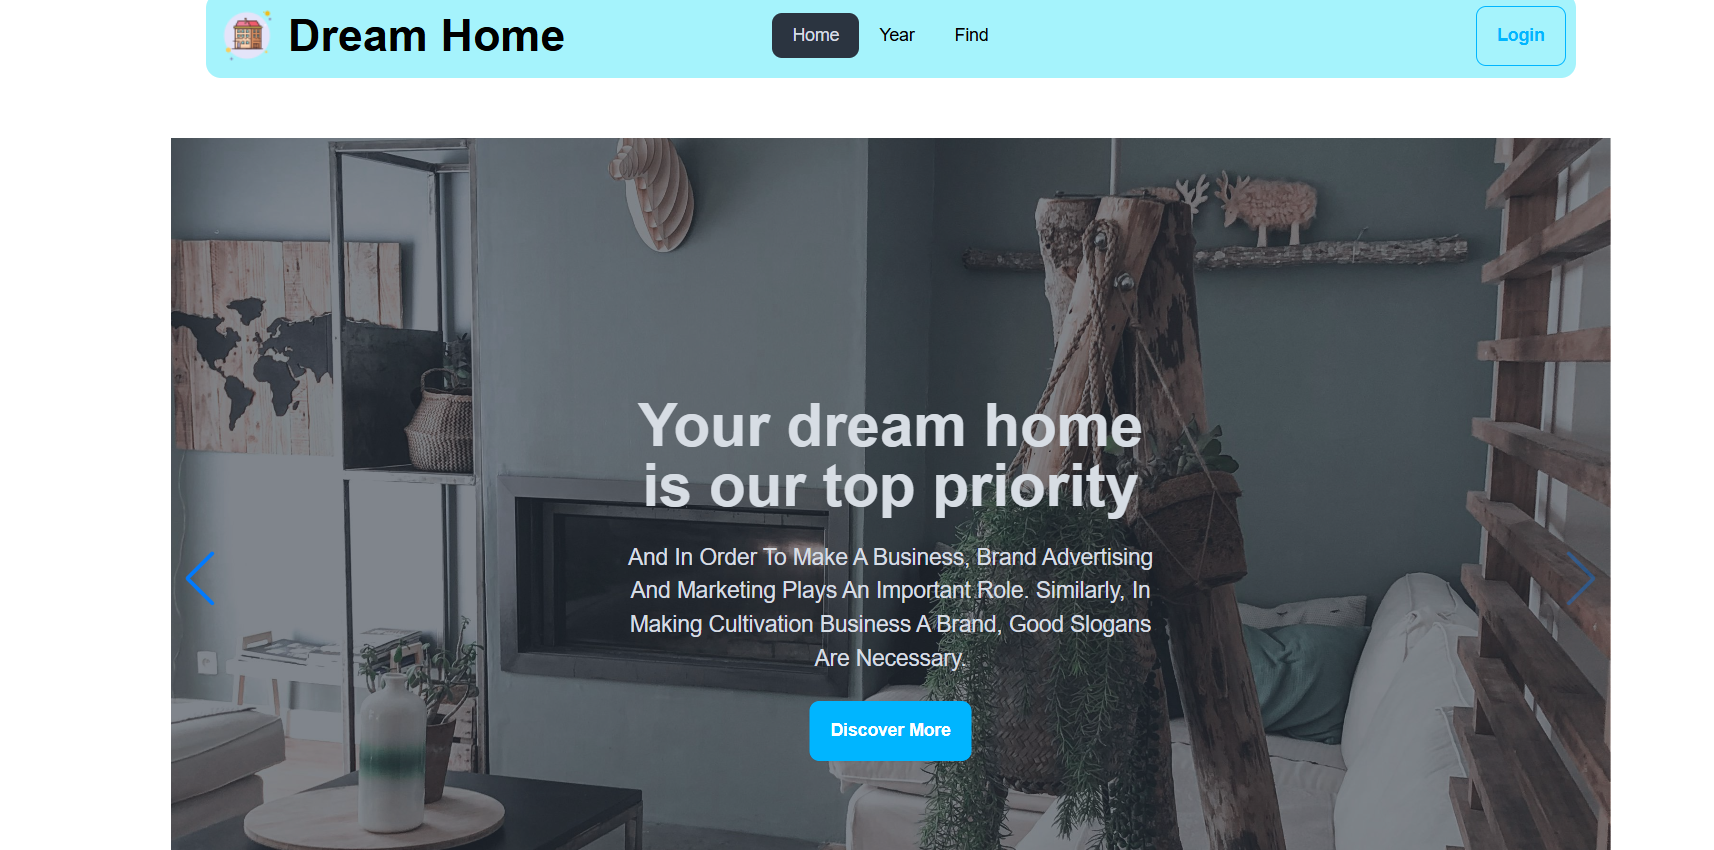 Dream Home
Home
Year
Find
Login
Your dream home
is our top priority
And In Order To Make A Business, Brand Advertising
And Marketing Plays An Important Role. Similarly, In
Making Cultivation Business A Brand, Good Slogans
Are Necessary.
Discover More